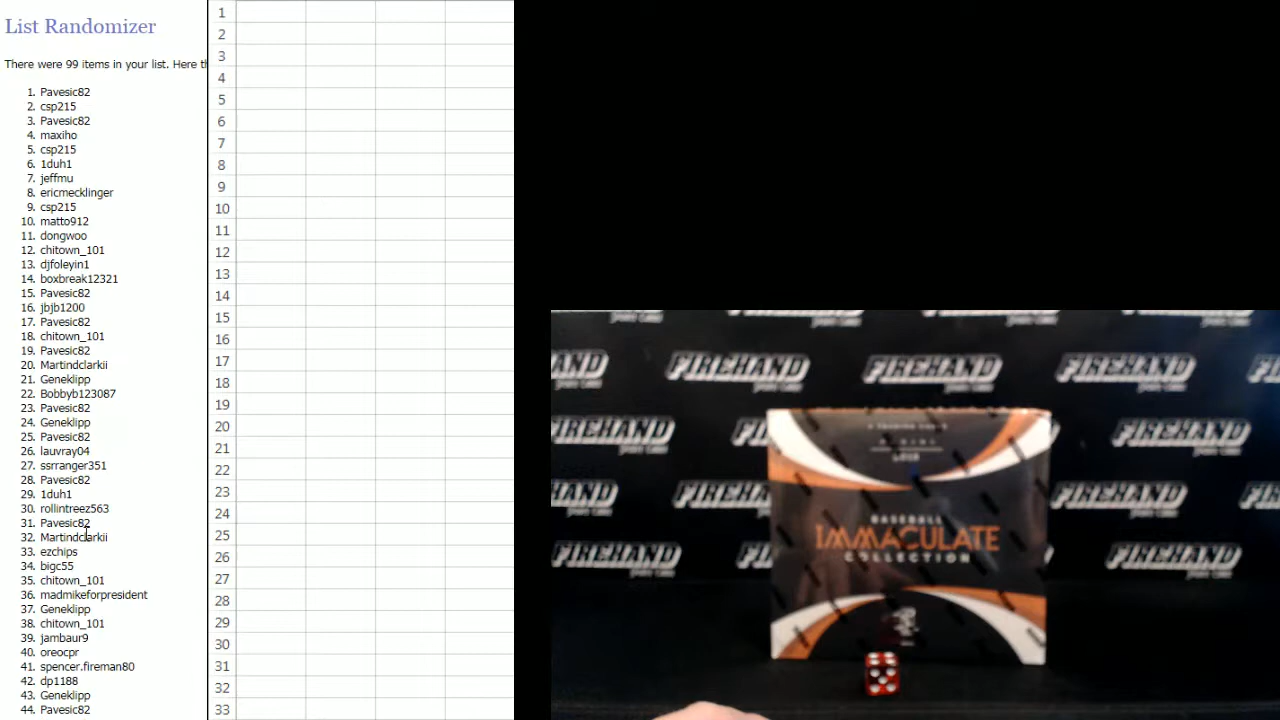 List Randomizer
There were 99 items in your list. Here th
1. Pavesic82
2. csp215
3. Pavesic82
4. maxiho
5. csp215
6. 1duh1
7. jeffmu
8. ericmecklinger
9. csp215
10. matto912
11. dongwoo
12. chitown_101
13. djfoleyin1
14. boxbreak12321
15. Pavesic82
16. jbjb1200
17. Pavesic82
18. chitown_101
19. Pavesic82
20. Martindclarkii
21. Geneklipp
22. Bobbyb123087
23. Pavesic82
24. Geneklipp
25. Pavesic82
26. lauvray04
27. ssrranger351
28. Pavesic82
29. 1duh1
30. rollintreez563
31. Pavesic82
32. Martindclarkii
33. ezchips
34. bigc55
35. chitown_101
36. madmikeforpresident
37. Geneklipp
38. chitown_101
39. jambaur9
40. oreocpr
41. spencer.fireman80
42. dp1188
43. Geneklipp
44. Pavesic82
1
2
3
4
5
6
7
8
9
10
11
12
13
14
15
16
17
18
19
20
21
22
23
24
25
26
27
28
29
30
31
32
33
FIREHAND FIREHAND FIREHAND
FIREHAND
FIREHAND
FIREHAND
FIREHAND
BASEBALL
IMMACULATE
COLLECTION